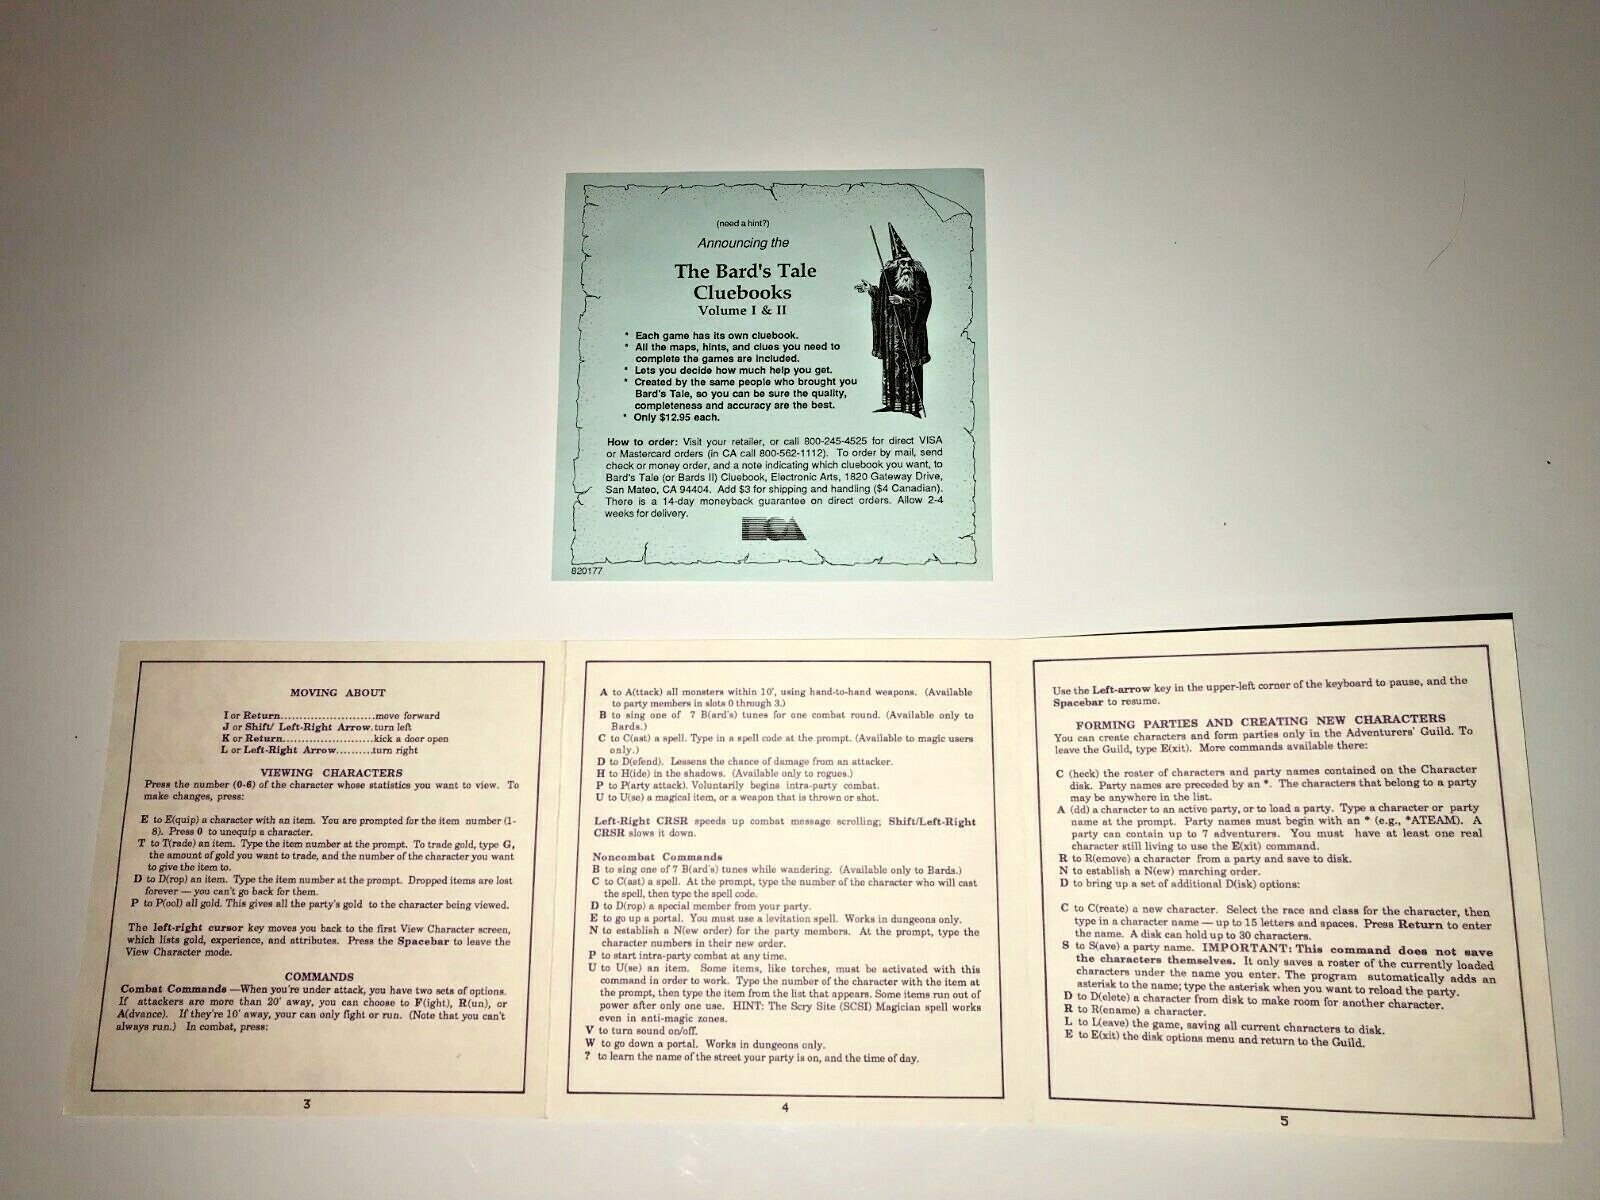 (need a hint?)
Announcing the
The Bard's Tale
Cluebooks
Volume I & II
* Each game has its own cluebook.
* All the maps, hints, and clues you need to
complete the games are included.
* Lets you decide how much help you get.
* Created by the same people who brought you
Bard's Tale, so you can be sure the quality,
completeness and accuracy are the best.
* Only $12.95 each.
How to order: Visit your retailer, or call 800-245-4525 for direct VISA
or Mastercard orders (in CA call 800-562-1112). To order by mail, send
check or money order, and a note indicating which cluebook you want, to
Bard's Tale (or Bards II) Cluebook, Electronic Arts, 1820 Gateway Drive,
San Mateo, CA 94404. Add $3 for shipping and handling ($4 Canadian).
There is a 14-day moneyback guarantee on direct orders. Allow 2-4
weeks for delivery.
820177
MOVING ABOUT
I or Return..........................move forward
J or Shift/ Left-Right Arrow.turn left
K or Return.........................kick a door open
L or Left-Right Arrow..........turn right
VIEWING CHARACTERS
Press the number (0-6) of the character whose statistics you want to view. To
make changes, press:
E to E(quip) a character with an item. You are prompted for the item number (1-
8). Press 0 to unequip a character.
T to T(rade) an item. Type the item number at the prompt. To trade gold, type G,
the amount of gold you want to trade, and the number of the character you want
to give the item to.
D to D(rop) an item. Type the item number at the prompt. Dropped items are lost
forever — you can't go back for them.
P to P(ool) all gold. This gives all the party's gold to the character being viewed.
The left-right cursor key moves you back to the first View Character screen,
which lists gold, experience, and attributes. Press the Spacebar to leave the
View Character mode.
COMMANDS
Combat Commands —When you're under attack, you have two sets of options.
If attackers are more than 20' away, you can choose to F(ight), R(un), or
A(dvance). If they're 10' away, your can only fight or run. (Note that you can't
always run.) In combat, press:
3
A to A(ttack) all monsters within 10', using hand-to-hand weapons. (Available
to party members in slots 0 through 3.)
B to sing one of 7 B(ard's) tunes for one combat round. (Available only to
Bards.)
C to C(ast) a spell. Type in a spell code at the prompt. (Available to magic users
only.)
D to D(efend). Lessens the chance of damage from an attacker.
H to H(ide) in the shadows. (Available only to rogues.)
P to P(arty attack). Voluntarily begins intra-party combat.
U to U(se) a magical item, or a weapon that is thrown or shot.
Left-Right CRSR speeds up combat message scrolling; Shift/Left-Right
CRSR slows it down.
Noncombat Commands
B to sing one of 7 B(ard's) tunes while wandering. (Available only to Bards.)
C to C(ast) a spell. At the prompt, type the number of the character who will cast
the spell, then type the spell code.
D to D(rop) a special member from your party.
E to go up a portal. You must use a levitation spell. Works in dungeons only.
N to establish a N(ew order) for the party members. At the prompt, type the
character numbers in their new order.
P to start intra-party combat at any time.
U to U(se) an item. Some items, like torches, must be activated with this
command in order to work. Type the number of the character with the item at
the prompt, then type the item from the list that appears. Some items run out of
power after only one use. HINT: The Scry Site (SCSI) Magician spell works
even in anti-magic zones.
V to turn sound on/off.
W to go down a portal. Works in dungeons only.
? to learn the name of the street your party is on, and the time of day.
4
Use the Left-arrow key in the upper-left corner of the keyboard to pause, and the
Spacebar to resume.
FORMING PARTIES AND CREATING NEW CHARACTERS
You can create characters and form parties only in the Adventurers' Guild. To
leave the Guild, type E(xit). More commands available there:
C (heck) the roster of characters and party names contained on the Character
disk. Party names are preceded by an *. The characters that belong to a party
may be anywhere in the list.
A (dd) a character to an active party, or to load a party. Type a character or party
name at the prompt. Party names must begin with an * (e.g., *ATEAM). A
party can contain up to 7 adventurers. You must have at least one real
character still living to use the E(xit) command.
R to R(emove) a character from a party and save to disk.
N to establish a N(ew) marching order.
D to bring up a set of additional D(isk) options:
C to C(reate) a new character. Select the race and class for the character, then
type in a character name — up to 15 letters and spaces. Press Return to enter
the name. A disk can hold up to 30 characters.
S to S(ave) a party name. IMPORTANT: This command does not save
the characters themselves. It only saves a roster of the currently loaded
characters under the name you enter. The program automatically adds an
asterisk to the name; type the asterisk when you want to reload the party.
D to D(elete) a character from disk to make room for another character.
R to R(ename) a character.
L to L(eave) the game, saving all current characters to disk.
E to E(xit) the disk options menu and return to the Guild.
5